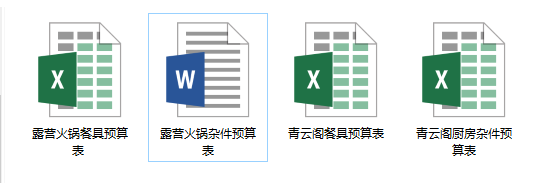 露营火锅餐具预算
表
露营火锅杂件预算
表
青云阁餐具预算表
青云阁厨房杂件预
算表